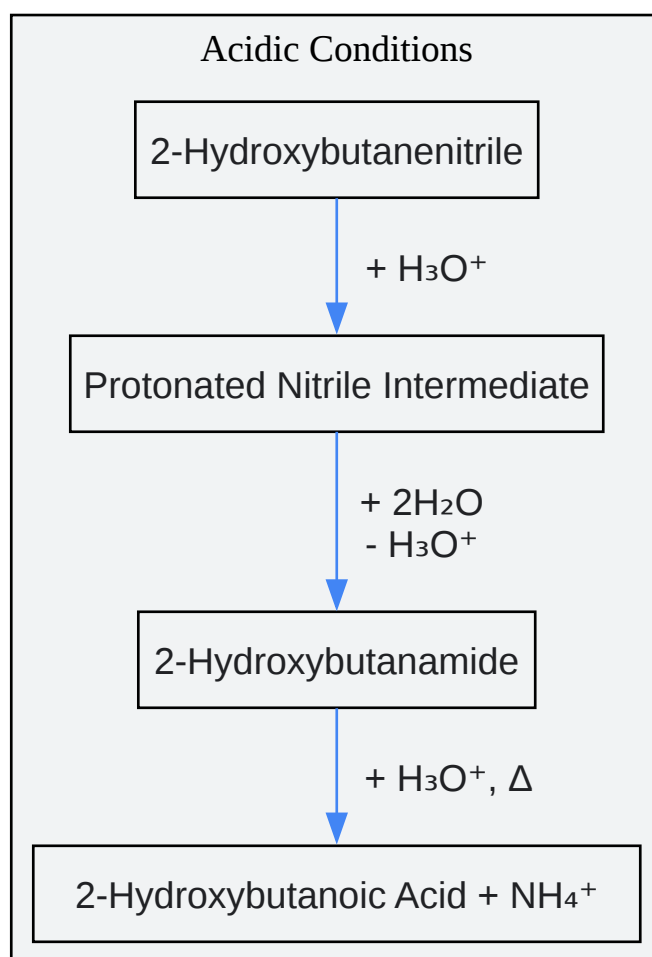 Acidic Conditions
2-Hydroxybutanenitrile
+ H₃O⁺
Protonated Nitrile Intermediate
+ 2H₂O
- H₃O⁺
2-Hydroxybutanamide
+ H₃O⁺, Δ
2-Hydroxybutanoic Acid + NH₄⁺